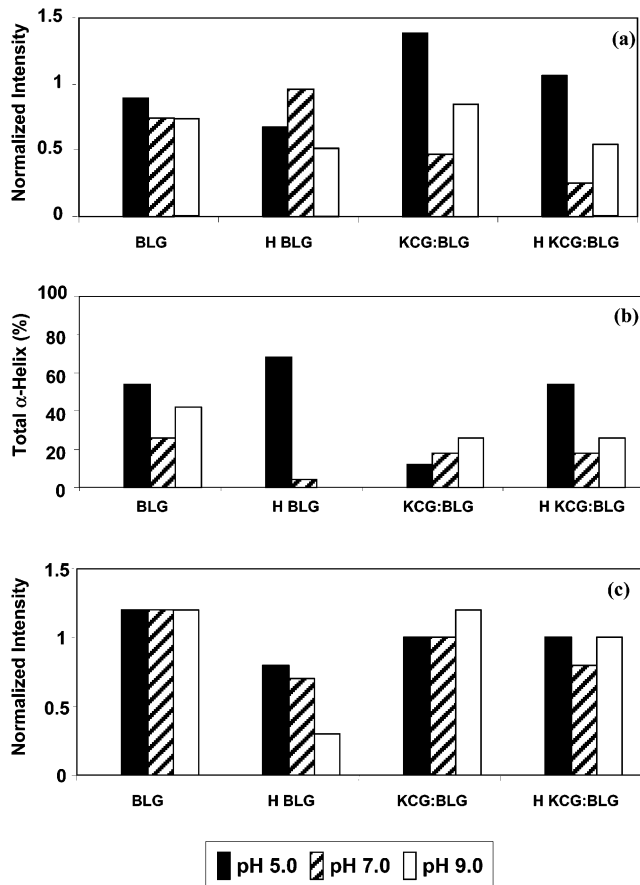 (a)
Normalized Intensity
1.5
1
0.5
0
BLG H BLG KCG:BLG H KCG:BLG
(b)
Total α-Helix (%)
100
80
60
40
20
0
BLG H BLG KCG:BLG H KCG:BLG
(c)
Normalized Intensity
1.5
1
0.5
0
BLG H BLG KCG:BLG H KCG:BLG
pH 5.0 pH 7.0 pH 9.0